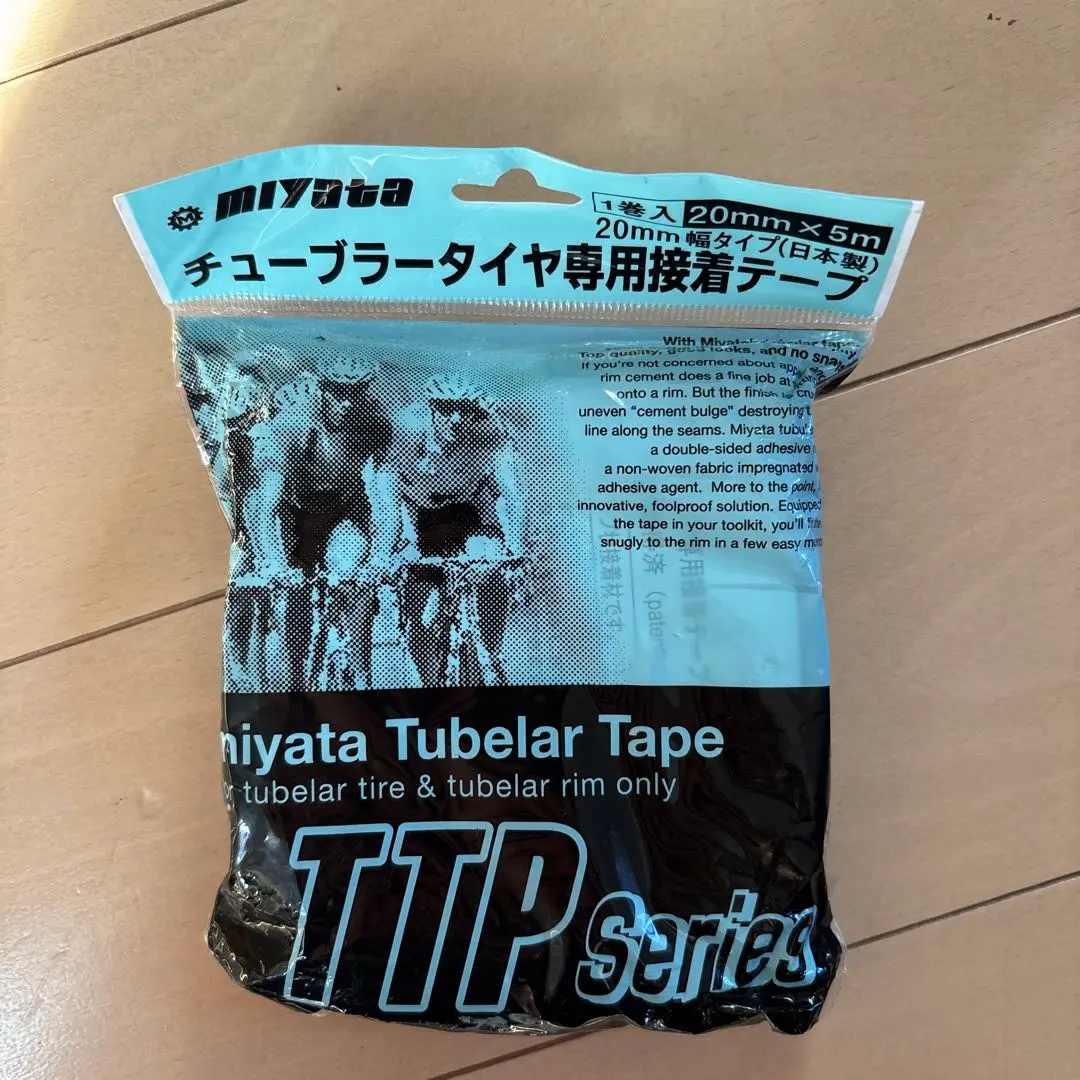 miyata
1巻入 20mm×5m
20mm幅タイプ(日本製)
チューブラータイヤ専用接着テープ
With Miyata's
Top quality, good looks, and no
If you're not concerned about
rim cement does a fine job at
onto a rim. But the finish is
uneven “cement bulge” destroying
line along the seams. Miyata
a double-sided adhesive
a non-woven fabric impregnated
adhesive agent. More to the point,
innovative, foolproof solution. Equipped
the tape in your toolkit, you'll
snugly to the rim in a few easy
miyata Tubelar Tape
tubelar tire & tubelar rim only
TTP Series